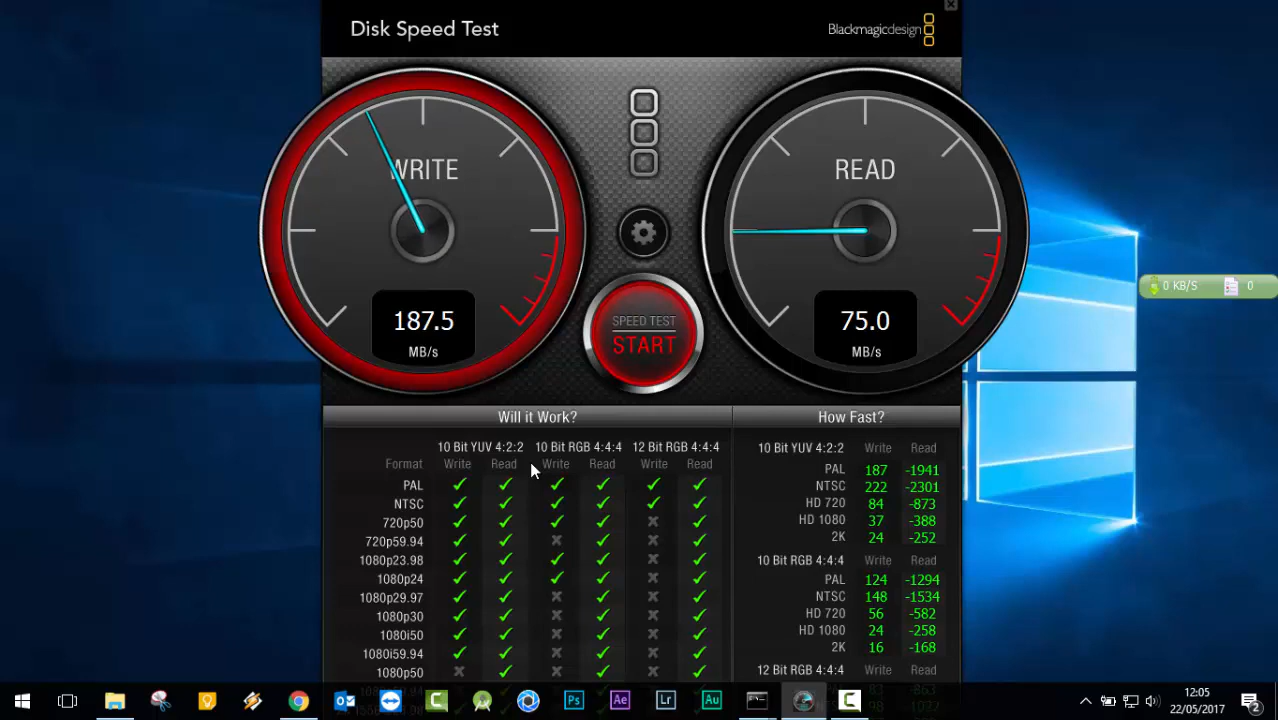 Disk Speed Test
Blackmagicdesign
WRITE
READ
187.5
MB/s
SPEED TEST
START
75.0
MB/s
0 KB/S 0
Will it Work?
10 Bit YUV 4:2:2 10 Bit RGB 4:4:4 12 Bit RGB 4:4:4
Format Write Read Write Read Write Read
PAL
NTSC
720p50
720p59.94
1080p23.98
1080p24
1080p29.97
1080p30
1080i50
1080i59.94
1080p50
How Fast?
10 Bit YUV 4:2:2 Write Read
PAL 187 -1941
NTSC 222 -2301
HD 720 84 -873
HD 1080 37 -388
2K 24 -252
10 Bit RGB 4:4:4 Write Read
PAL 124 -1294
NTSC 148 -1534
HD 720 56 -582
HD 1080 24 -258
2K 16 -168
12 Bit RGB 4:4:4 Write Read
Ps Ae Lr Au
12:05
22/05/2017
2